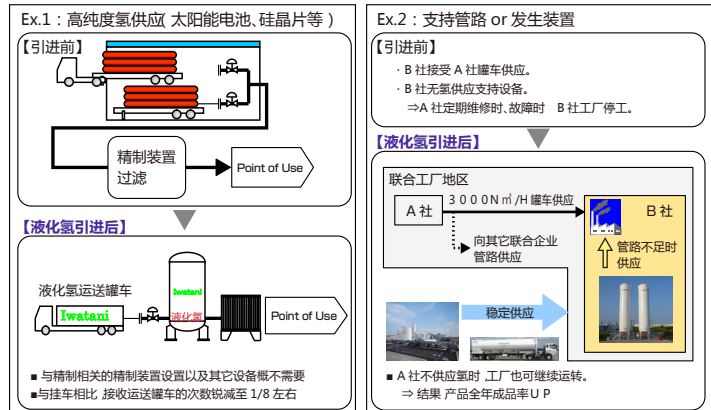 Ex.1：高纯度氢供应（太阳能电池、硅晶片等）
【引进前】
精制装置
过滤
Point of Use
【液化氢引进后】
液化氢运送罐车
Iwatani
Iwatani
液化氢
Point of Use
■ 与精制相关的精制装置设置以及其它设备概不需要
■与挂车相比，接收运送罐车的次数锐减至 1/8 左右
Ex.2：支持管路 or 发生装置
【引进前】
・B 社接受 A 社罐车供应。
・B 社无氢供应支持设备。
⇒A 社定期维修时、故障时 B 社工厂停工。
【液化氢引进后】
联合工厂地区
A 社
3000N㎥/H 罐车供应
B 社
向其它联合企业
管路供应
管路不足时
供应
稳定供应
■ A 社不供应氢时，工厂也可继续运转。
⇒ 结果 产品全年成品率ＵＰ